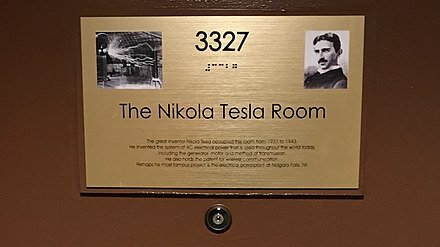 3327
The Nikola Tesla Room
The great inventor Nikola Tesla occupied this room from 1933 to 1943.
He invented the system of AC electrical power that is used throughout the world today
including the generator, motor and method of transmission.
He also holds the patent for wireless communication.
Perhaps his most famous project is the electrical powerplant at Niagara Falls, NY.